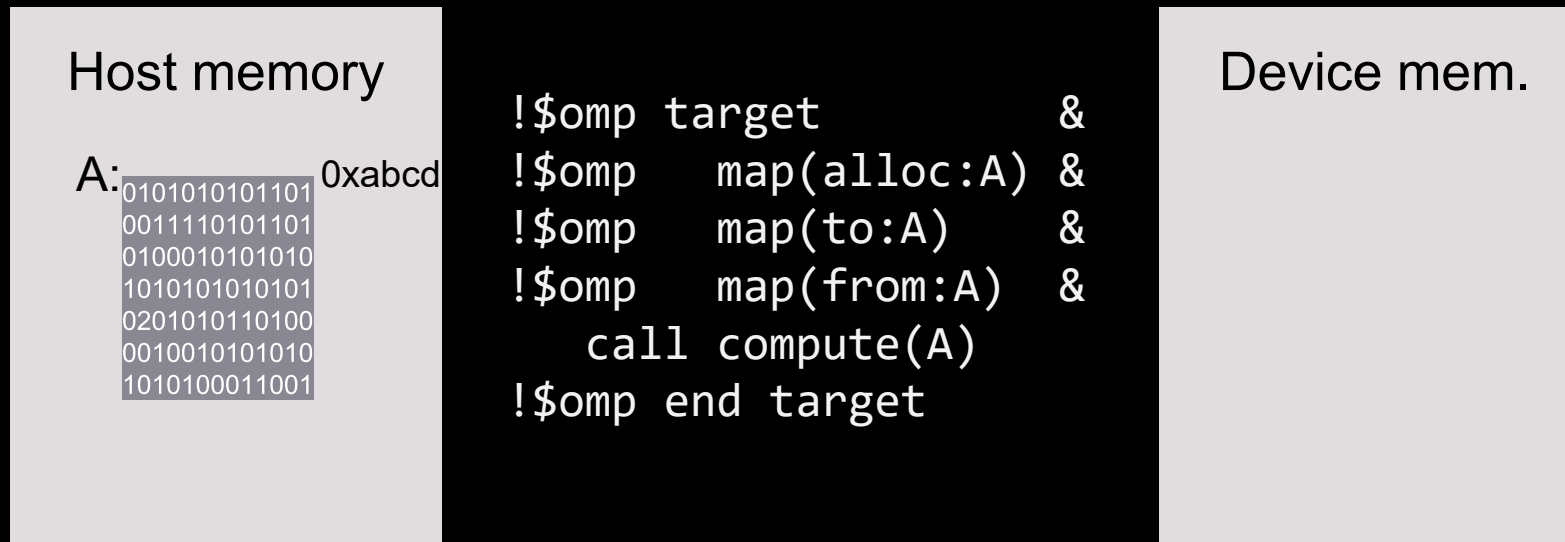 Host memory
A:
0xabcd
0101010101101
0011110101101
0100010101010
1010101010101
0201010110100
0010010101010
1010100011001
!$omp target &
!$omp map(alloc:A) &
!$omp map(to:A) &
!$omp map(from:A) &
call compute(A)
!$omp end target
Device mem.